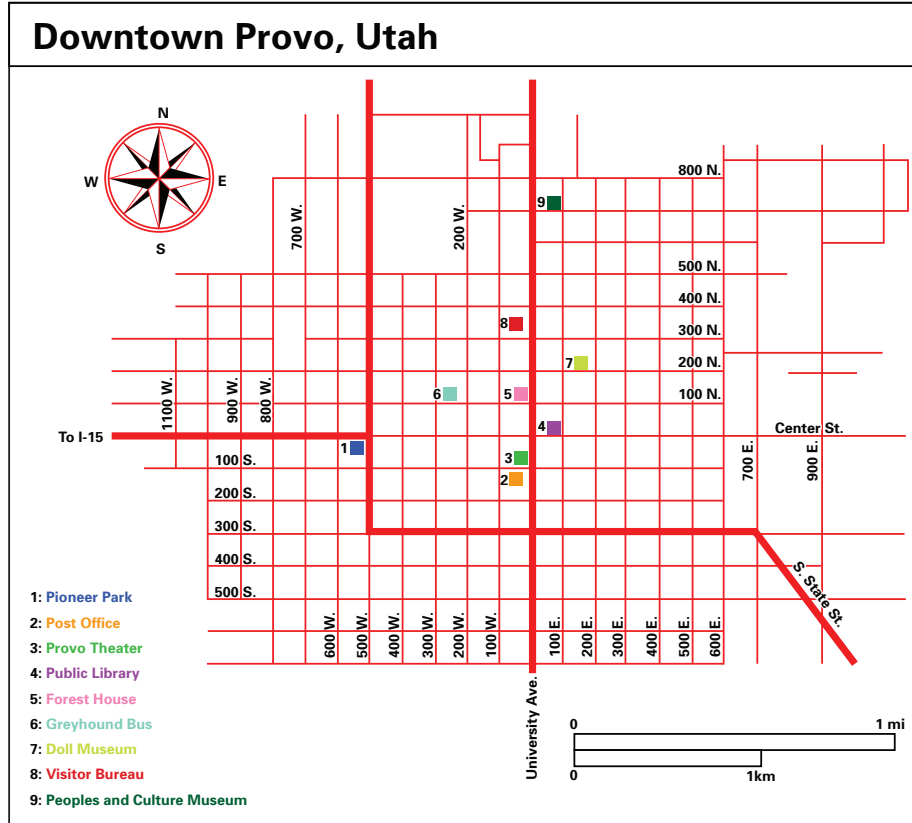 Downtown Provo, Utah
N
W
E
S
700 W.
200 W.
9
800 N.
500 N.
400 N.
8
300 N.
7
200 N.
1100 W.
900 W.
800 W.
6
5
100 N.
To I-15
4
Center St.
1
100 S.
3
700 E.
900 E.
2
200 S.
300 S.
400 S.
S. State St.
500 S.
600 W.
500 W.
400 W.
300 W.
200 W.
100 W.
100 E.
200 E.
300 E.
400 E.
500 E.
600 E.
University Ave.
1: Pioneer Park
2: Post Office
3: Provo Theater
4: Public Library
5: Forest House
6: Greyhound Bus
7: Doll Museum
8: Visitor Bureau
9: Peoples and Culture Museum
0
1 mi
0
1km